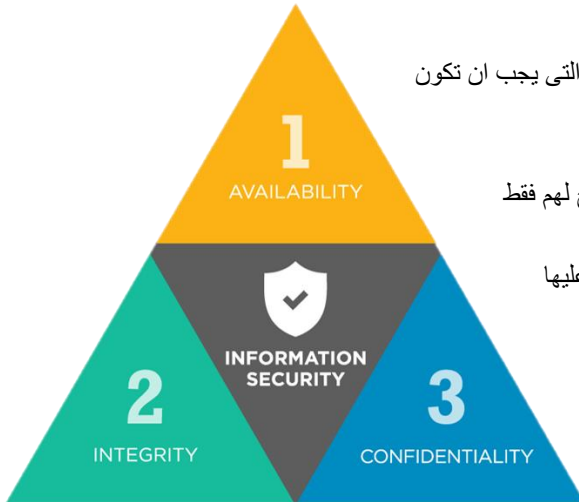 التى يجب ان تكون
1
AVAILABILITY
لهم فقط
عليها
INFORMATION
SECURITY
2
INTEGRITY
3
CONFIDENTIALITY